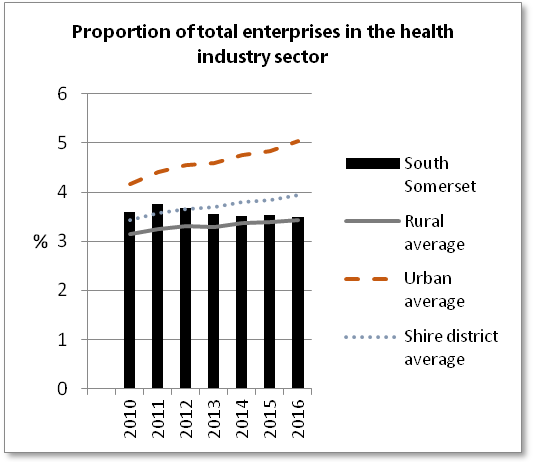 Proportion of total enterprises in the health
industry sector
6
5
4
% 3
2
1
0
2010 2011 2012 2013 2014 2015 2016
South
Somerset
Rural
average
Urban
average
Shire district
average